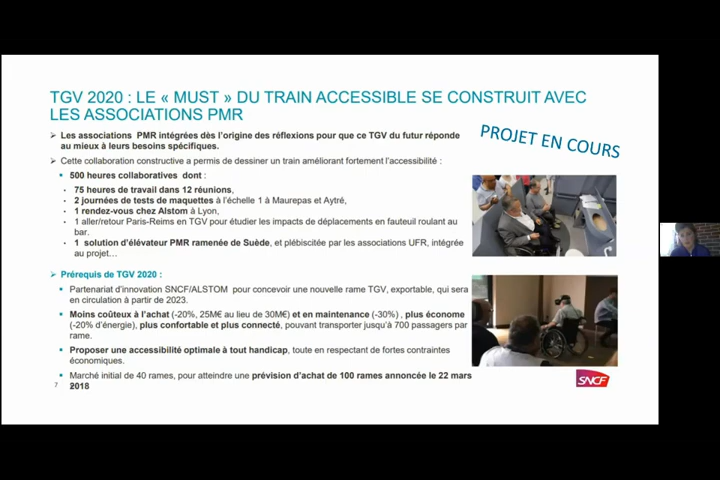 TGV 2020 : LE « MUST » DU TRAIN ACCESSIBLE SE CONSTRUIT AVEC
LES ASSOCIATIONS PMR
PROJET EN COURS
Les associations PMR intégrées dès l'origine des réflexions pour que ce TGV du futur réponde
au mieux à leurs besoins spécifiques.
Cette collaboration constructive a permis de dessiner un train améliorant fortement l'accessibilité :
500 heures collaboratives dont :
75 heures de travail dans 12 réunions,
2 journées de tests de maquettes à l'échelle 1 à Maurepas et Aytré,
1 rendez-vous chez Alstom à Lyon,
1 aller/retour Paris-Reims en TGV pour étudier les impacts de déplacements en fauteuil roulant au
bar.
1 solution d'élévateur PMR ramenée de Suède, et plébiscitée par les associations UFR, intégrée
au projet…
Prérequis de TGV 2020 :
Partenariat d'innovation SNCF/ALSTOM pour concevoir une nouvelle rame TGV, exportable, qui sera
en circulation à partir de 2023.
Moins coûteux à l'achat (-20%, 25M€ au lieu de 30M€) et en maintenance (-30%) , plus économe
(-20% d'énergie), plus confortable et plus connecté, pouvant transporter jusqu'à 700 passagers par
rame.
Proposer une accessibilité optimale à tout handicap, toute en respectant de fortes contraintes
économiques.
Marché initial de 40 rames, pour atteindre une prévision d'achat de 100 rames annoncée le 22 mars
2018
7
SNCF